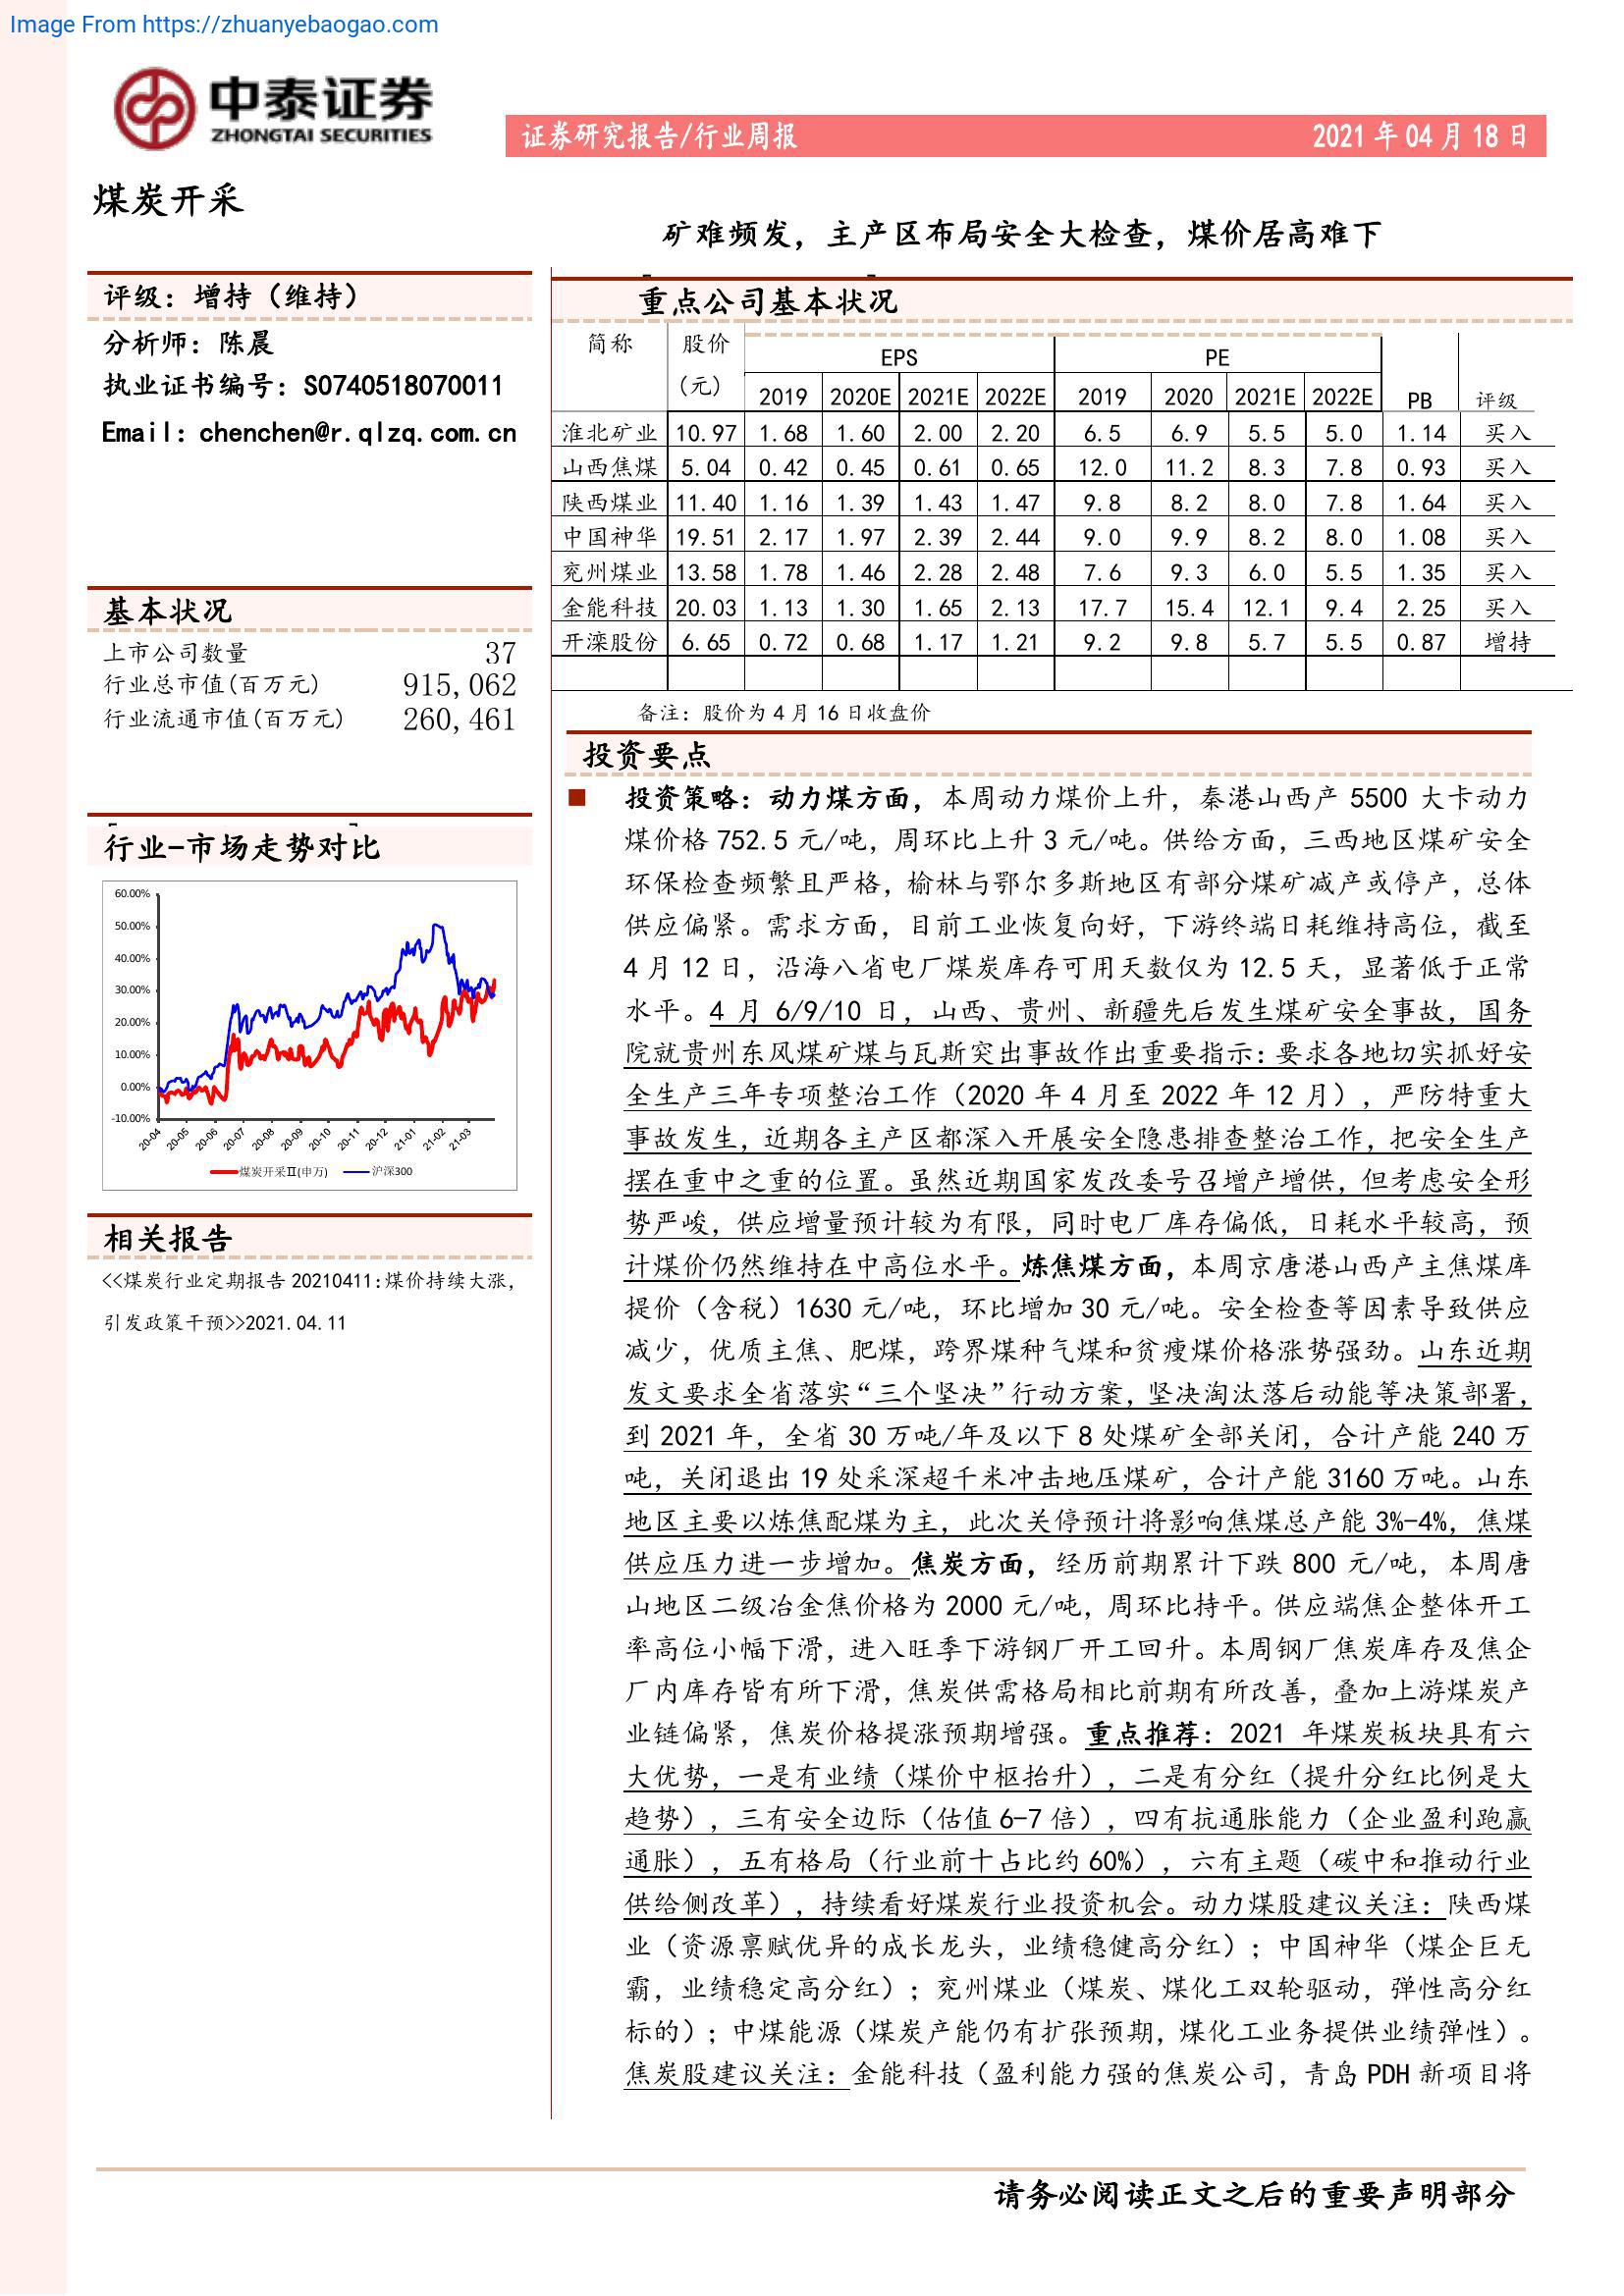 Image From https://zhuanyebaogao.com
中泰证券
ZHONGTAI SECURITIES
证券研究报告/行业周报 2021 年 04 月 18 日
煤炭开采
矿难频发，主产区布局安全大检查，煤价居高难下
评级：增持（维持）
分析师：陈晨
执业证书编号：S0740518070011
Email：chenchen@r.qlzq.com.cn
基本状况
上市公司数量 37
行业总市值(百万元) 915,062
行业流通市值(百万元) 260,461
行业-市场走势对比
60.00%
50.00%
40.00%
30.00%
20.00%
10.00%
0.00%
-10.00%
20-04 20-05 20-06 20-07 20-08 20-09 20-10 20-11 20-12 21-01 21-02 21-03
煤炭开采Ⅱ(申万) 沪深300
相关报告
<<煤炭行业定期报告 20210411:煤价持续大涨，
引发政策干预>>2021.04.11
重点公司基本状况
简称 股价 EPS PE
(元) 2019 2020E 2021E 2022E 2019 2020 2021E 2022E PB 评级
淮北矿业 10.97 1.68 1.60 2.00 2.20 6.5 6.9 5.5 5.0 1.14 买入
山西焦煤 5.04 0.42 0.45 0.61 0.65 12.0 11.2 8.3 7.8 0.93 买入
陕西煤业 11.40 1.16 1.39 1.43 1.47 9.8 8.2 8.0 7.8 1.64 买入
中国神华 19.51 2.17 1.97 2.39 2.44 9.0 9.9 8.2 8.0 1.08 买入
兖州煤业 13.58 1.78 1.46 2.28 2.48 7.6 9.3 6.0 5.5 1.35 买入
金能科技 20.03 1.13 1.30 1.65 2.13 17.7 15.4 12.1 9.4 2.25 买入
开滦股份 6.65 0.72 0.68 1.17 1.21 9.2 9.8 5.7 5.5 0.87 增持
备注：股价为 4 月 16 日收盘价
投资要点
■ 投资策略：动力煤方面，本周动力煤价上升，秦港山西产 5500 大卡动力
煤价格 752.5 元/吨，周环比上升 3 元/吨。供给方面，三西地区煤矿安全
环保检查频繁且严格，榆林与鄂尔多斯地区有部分煤矿减产或停产，总体
供应偏紧。需求方面，目前工业恢复向好，下游终端日耗维持高位，截至
4 月 12 日，沿海八省电厂煤炭库存可用天数仅为 12.5 天，显著低于正常
水平。4 月 6/9/10 日，山西、贵州、新疆先后发生煤矿安全事故，国务
院就贵州东风煤矿煤与瓦斯突出事故作出重要指示：要求各地切实抓好安
全生产三年专项整治工作（2020 年 4 月至 2022 年 12 月），严防特重大
事故发生，近期各主产区都深入开展安全隐患排查整治工作，把安全生产
摆在重中之重的位置。虽然近期国家发改委号召增产增供，但考虑安全形
势严峻，供应增量预计较为有限，同时电厂库存偏低，日耗水平较高，预
计煤价仍然维持在中高位水平。炼焦煤方面，本周京唐港山西产主焦煤库
提价（含税）1630 元/吨，环比增加 30 元/吨。安全检查等因素导致供应
减少，优质主焦、肥煤，跨界煤种气煤和贫瘦煤价格涨势强劲。山东近期
发文要求全省落实“三个坚决”行动方案，坚决淘汰落后动能等决策部署，
到 2021 年，全省 30 万吨/年及以下 8 处煤矿全部关闭，合计产能 240 万
吨，关闭退出 19 处采深超千米冲击地压煤矿，合计产能 3160 万吨。山东
地区主要以炼焦配煤为主，此次关停预计将影响焦煤总产能 3%-4%，焦煤
供应压力进一步增加。焦炭方面，经历前期累计下跌 800 元/吨，本周唐
山地区二级冶金焦价格为 2000 元/吨，周环比持平。供应端焦企整体开工
率高位小幅下滑，进入旺季下游钢厂开工回升。本周钢厂焦炭库存及焦企
厂内库存皆有所下滑，焦炭供需格局相比前期有所改善，叠加上游煤炭产
业链偏紧，焦炭价格提涨预期增强。重点推荐：2021 年煤炭板块具有六
大优势，一是有业绩（煤价中枢抬升），二是有分红（提升分红比例是大
趋势），三有安全边际（估值 6-7 倍），四有抗通胀能力（企业盈利跑赢
通胀），五有格局（行业前十占比约 60%），六有主题（碳中和推动行业
供给侧改革），持续看好煤炭行业投资机会。动力煤股建议关注：陕西煤
业（资源禀赋优异的成长龙头，业绩稳健高分红）；中国神华（煤企巨无
霸，业绩稳定高分红）；兖州煤业（煤炭、煤化工双轮驱动，弹性高分红
标的）；中煤能源（煤炭产能仍有扩张预期，煤化工业务提供业绩弹性）。
焦炭股建议关注：金能科技（盈利能力强的焦炭公司，青岛 PDH 新项目将
请务必阅读正文之后的重要声明部分